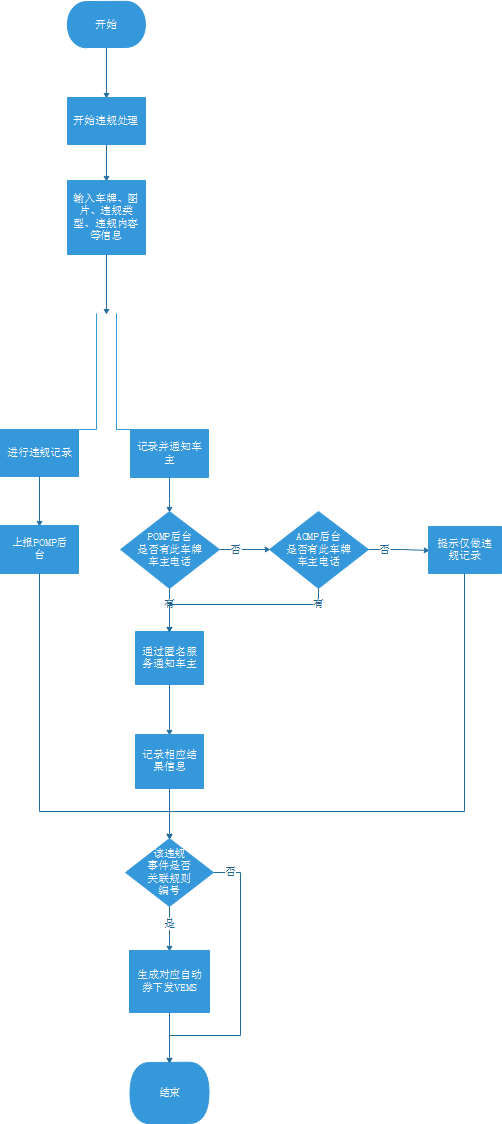 开始
开始违规处理
输入车牌、图
片、违规类
型、违规内容
等信息
进行违规记录
记录并通知车
主
上报POMP后
台
POMP后台
是否有此车牌
车主电话
否
AOMP后台
是否有此车牌
车主电话
否
提示仅做违
规记录
有
有
通过匿名服
务通知车主
记录相应结
果信息
该违规
事件是否
关联规则
编号
否
是
生成对应自动
券下发VEMS
结束